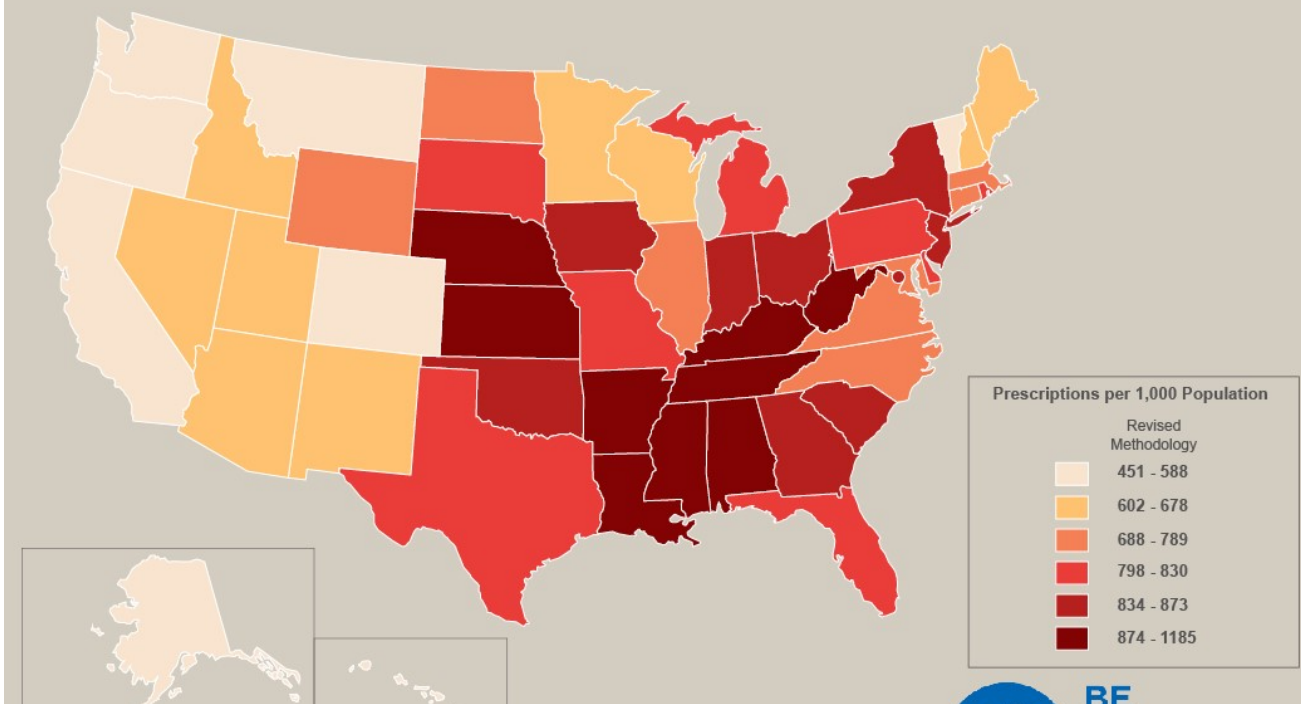 Prescriptions per 1,000 Population
Revised
Methodology
451 - 588
602 - 678
688 - 789
798 - 830
834 - 873
874 - 1185
BE